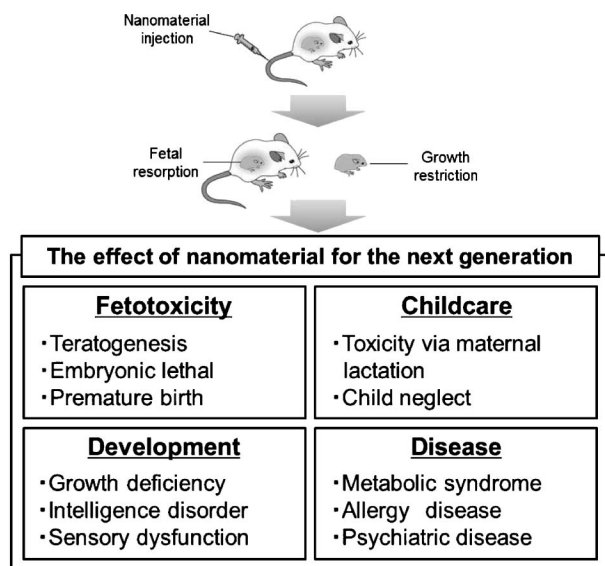 Nanomaterial
injection
Fetal
resorption
Growth
restriction
The effect of nanomaterial for the next generation
Fetotoxicity
・Teratogenesis
・Embryonic lethal
・Premature birth
Childcare
・Toxicity via maternal
lactation
・Child neglect
Development
・Growth deficiency
・Intelligence disorder
・Sensory dysfunction
Disease
・Metabolic syndrome
・Allergy disease
・Psychiatric disease